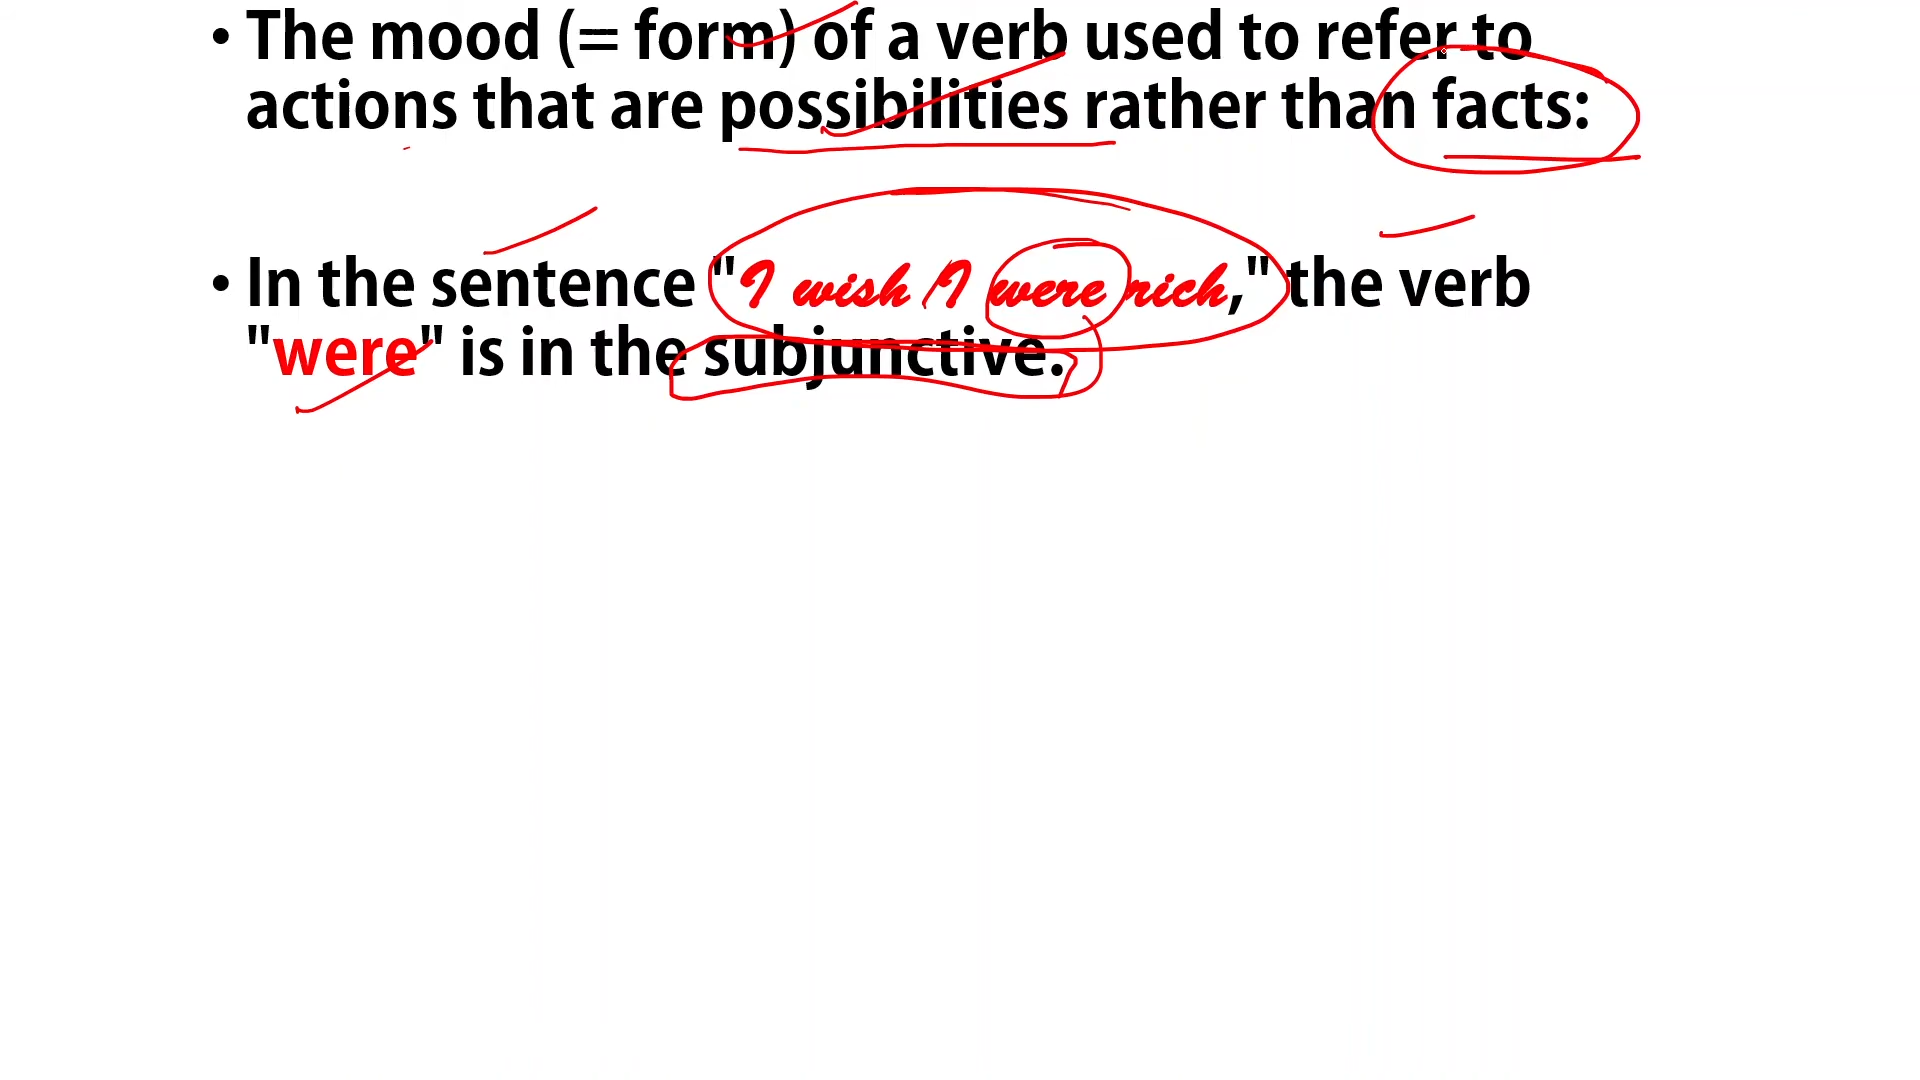 • The mood (= form) of a verb used to refer to
actions that are possibilities rather than facts:
• In the sentence "I wish I were rich," the verb
"were" is in the subjunctive.